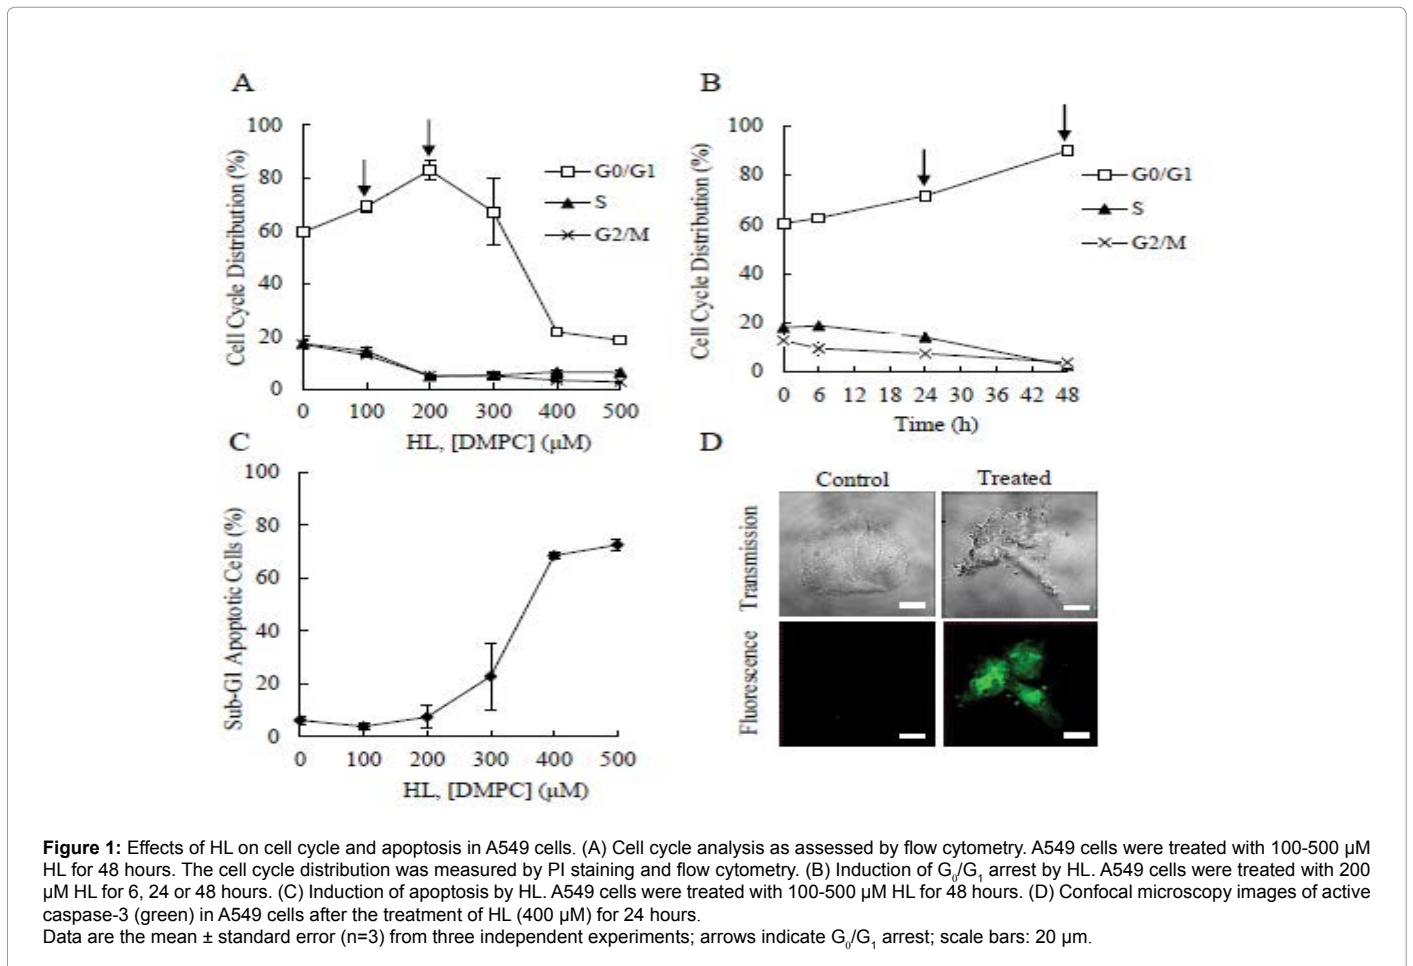 A
100
80
60
40
20
0
Cell Cycle Distribution (%)
G0/G1
S
G2/M
0 100 200 300 400 500
HL, [DMPC] (μM)
B
100
80
60
40
20
0
Cell Cycle Distribution (%)
G0/G1
S
G2/M
0 6 12 18 24 30 36 42 48
Time (h)
C
100
80
60
40
20
0
Sub-G1 Apoptotic Cells (%)
0 100 200 300 400 500
HL, [DMPC] (μM)
D
Control Treated
Transmission
Fluorescence
Figure 1: Effects of HL on cell cycle and apoptosis in A549 cells. (A) Cell cycle analysis as assessed by flow cytometry. A549 cells were treated with 100-500 μM
HL for 48 hours. The cell cycle distribution was measured by PI staining and flow cytometry. (B) Induction of G₀/G₁ arrest by HL. A549 cells were treated with 200
μM HL for 6, 24 or 48 hours. (C) Induction of apoptosis by HL. A549 cells were treated with 100-500 μM HL for 48 hours. (D) Confocal microscopy images of active
caspase-3 (green) in A549 cells after the treatment of HL (400 μM) for 24 hours.
Data are the mean ± standard error (n=3) from three independent experiments; arrows indicate G₀/G₁ arrest; scale bars: 20 μm.